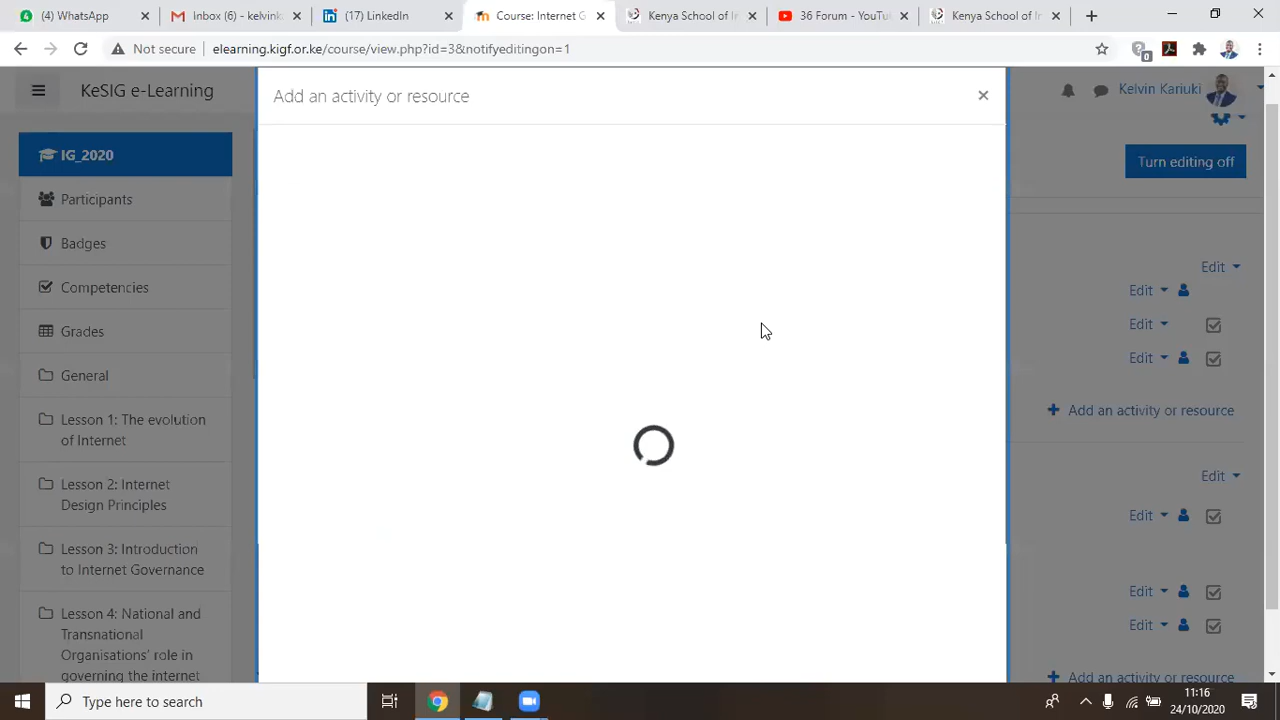 (4) WhatsApp
Inbox (6) - kelvink
(17) LinkedIn
Course: Internet G
Kenya School of In
36 Forum - YouTu
Kenya School of In
Not secure
elearning.kigf.or.ke/course/view.php?id=3&notifyeditingon=1
0
KeSIG e-Learning
Add an activity or resource
Kelvin Kariuki
IG_2020
Turn editing off
Participants
Badges
Competencies
Grades
General
Lesson 1: The evolution
of Internet
Lesson 2: Internet
Design Principles
Lesson 3: Introduction
to Internet Governance
Lesson 4: National and
Transnational
Organisations' role in
governing the internet
Edit
Edit
Edit
Edit
Add an activity or resource
Edit
Edit
Edit
Edit
Add an activity or resource
Type here to search
11:16
24/10/2020